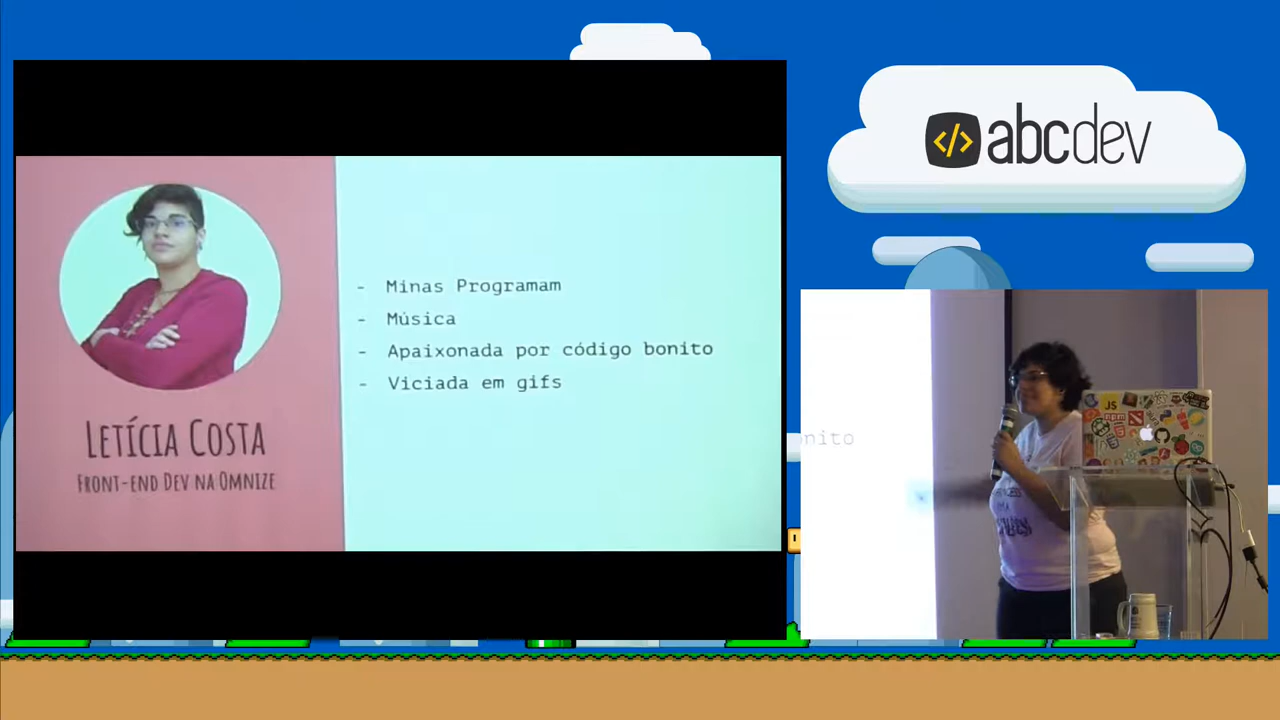 Minas Programam
- Música
- Apaixonada por código bonito
- Viciada em gifs
LETÍCIA COSTA
FRONT-END DEV NA OMNIZE
</> abcdev
onito
JS